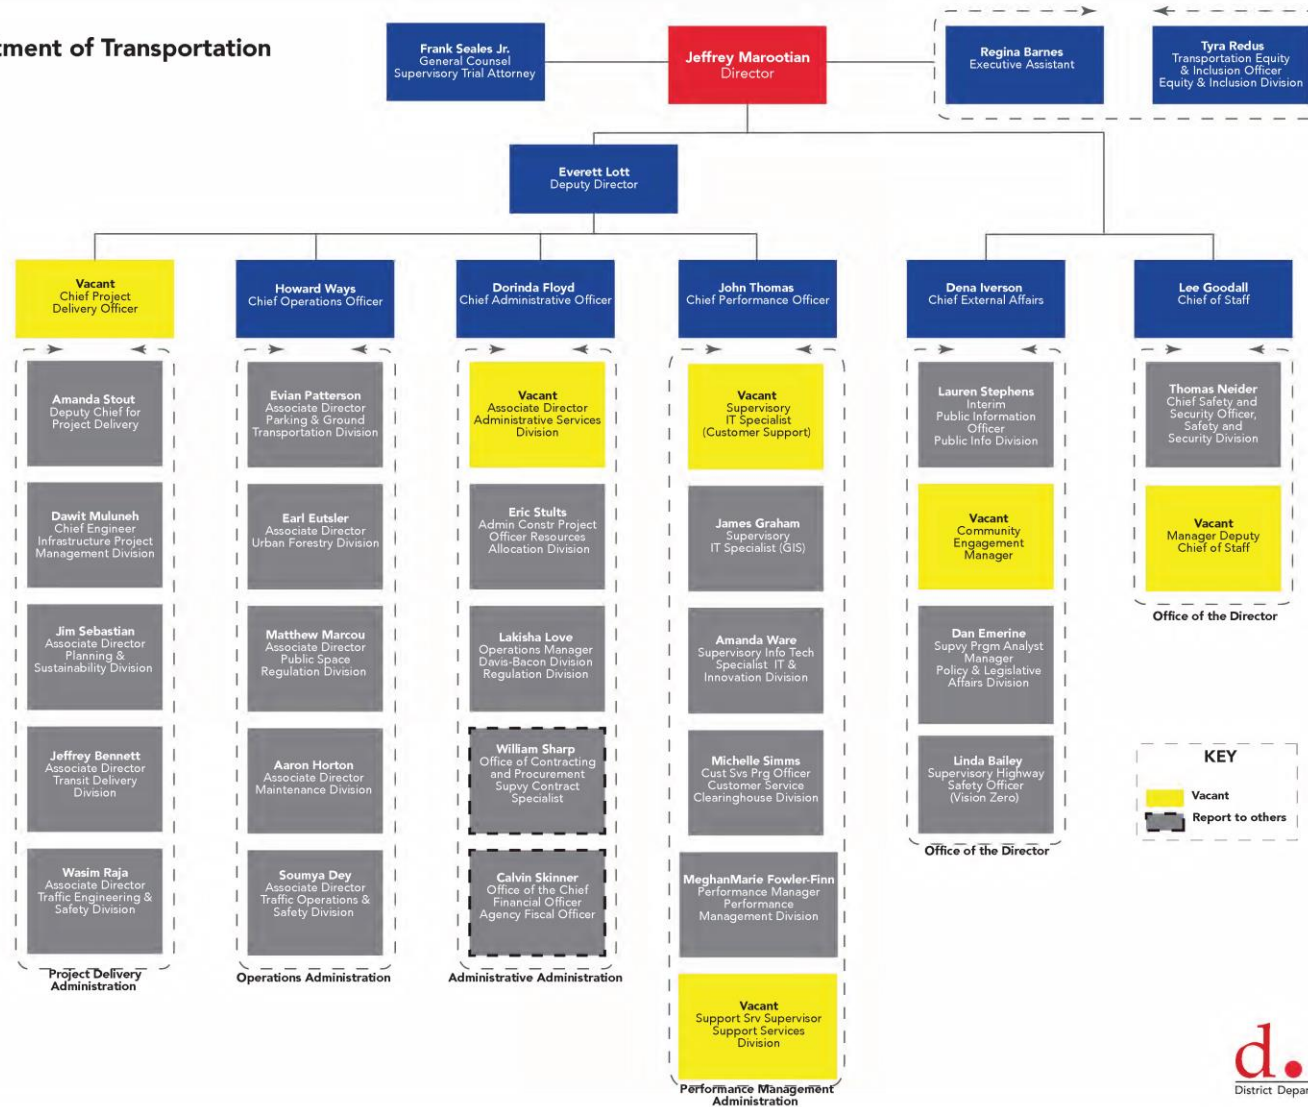 tment of Transportation
Frank Seales Jr.
General Counsel
Supervisory Trial Attorney
Jeffrey Marootian
Director
Regina Barnes
Executive Assistant
Tyra Redus
Transportation Equity
& Inclusion Officer
Equity & Inclusion Division
Everett Lott
Deputy Director
Vacant
Chief Project
Delivery Officer
Howard Ways
Chief Operations Officer
Dorinda Floyd
Chief Administrative Officer
John Thomas
Chief Performance Officer
Dena Iverson
Chief External Affairs
Lee Goodall
Chief of Staff
Amanda Stout
Deputy Chief for
Project Delivery
Dawit Muluneh
Chief Engineer
Infrastructure Project
Management Division
Jim Sebastian
Associate Director
Planning &
Sustainability Division
Jeffrey Bennett
Associate Director
Transit Delivery
Division
Wasim Raja
Associate Director
Traffic Engineering &
Safety Division
Project Delivery
Administration
Evian Patterson
Associate Director
Parking & Ground
Transportation Division
Earl Eutsler
Associate Director
Urban Forestry Division
Matthew Marcou
Associate Director
Public Space
Regulation Division
Aaron Horton
Associate Director
Maintenance Division
Soumya Dey
Associate Director
Traffic Operations &
Safety Division
Operations Administration
Vacant
Associate Director
Administrative Services
Division
Eric Stults
Admin Constr Project
Officer Resources
Allocation Division
Lakisha Love
Operations Manager
Davis-Bacon Division
Regulation Division
William Sharp
Office of Contracting
and Procurement
Supvy Contract
Specialist
Calvin Skinner
Office of the Chief
Financial Officer
Agency Fiscal Officer
Administrative Administration
Vacant
Supervisory
IT Specialist
(Customer Support)
James Graham
Supervisory
IT Specialist (GIS)
Amanda Ware
Supervisory Info Tech
Specialist IT &
Innovation Division
Michelle Simms
Cust Svs Prg Officer
Customer Service
Clearinghouse Division
MeghanMarie Fowler-Finn
Performance Manager
Performance
Management Division
Vacant
Support Srv Supervisor
Support Services
Division
Performance Management
Administration
Lauren Stephens
Interim
Public Information
Officer
Public Info Division
Vacant
Community
Engagement
Manager
Dan Emerine
Supvy Prgm Analyst
Manager
Policy & Legislative
Affairs Division
Linda Bailey
Supervisory Highway
Safety Officer
(Vision Zero)
Office of the Director
Thomas Neider
Chief Safety and
Security Officer,
Safety and
Security Division
Vacant
Manager Deputy
Chief of Staff
Office of the Director
KEY
Vacant
Report to others
d.
District Depar